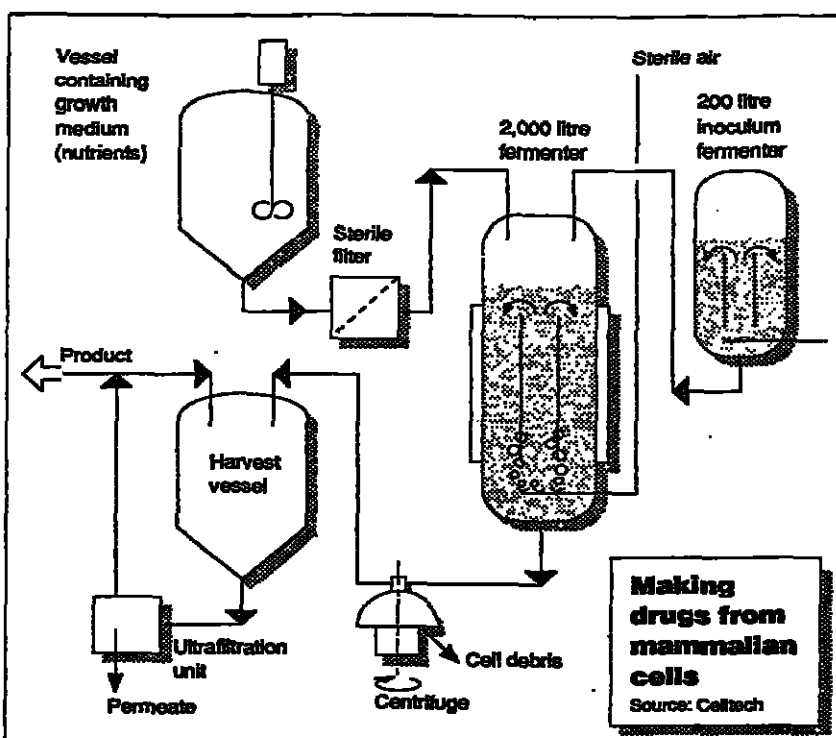 Vessel
containing
growth
medium
(nutrients)
Sterile air
2,000 litre
fermenter
200 litre
inoculum
fermenter
Sterile
filter
Product
Harvest
vessel
Ultrafiltration
unit
Permeate
Cell debris
Centrifuge
Making
drugs from
mammalian
cells
Source: Celltech